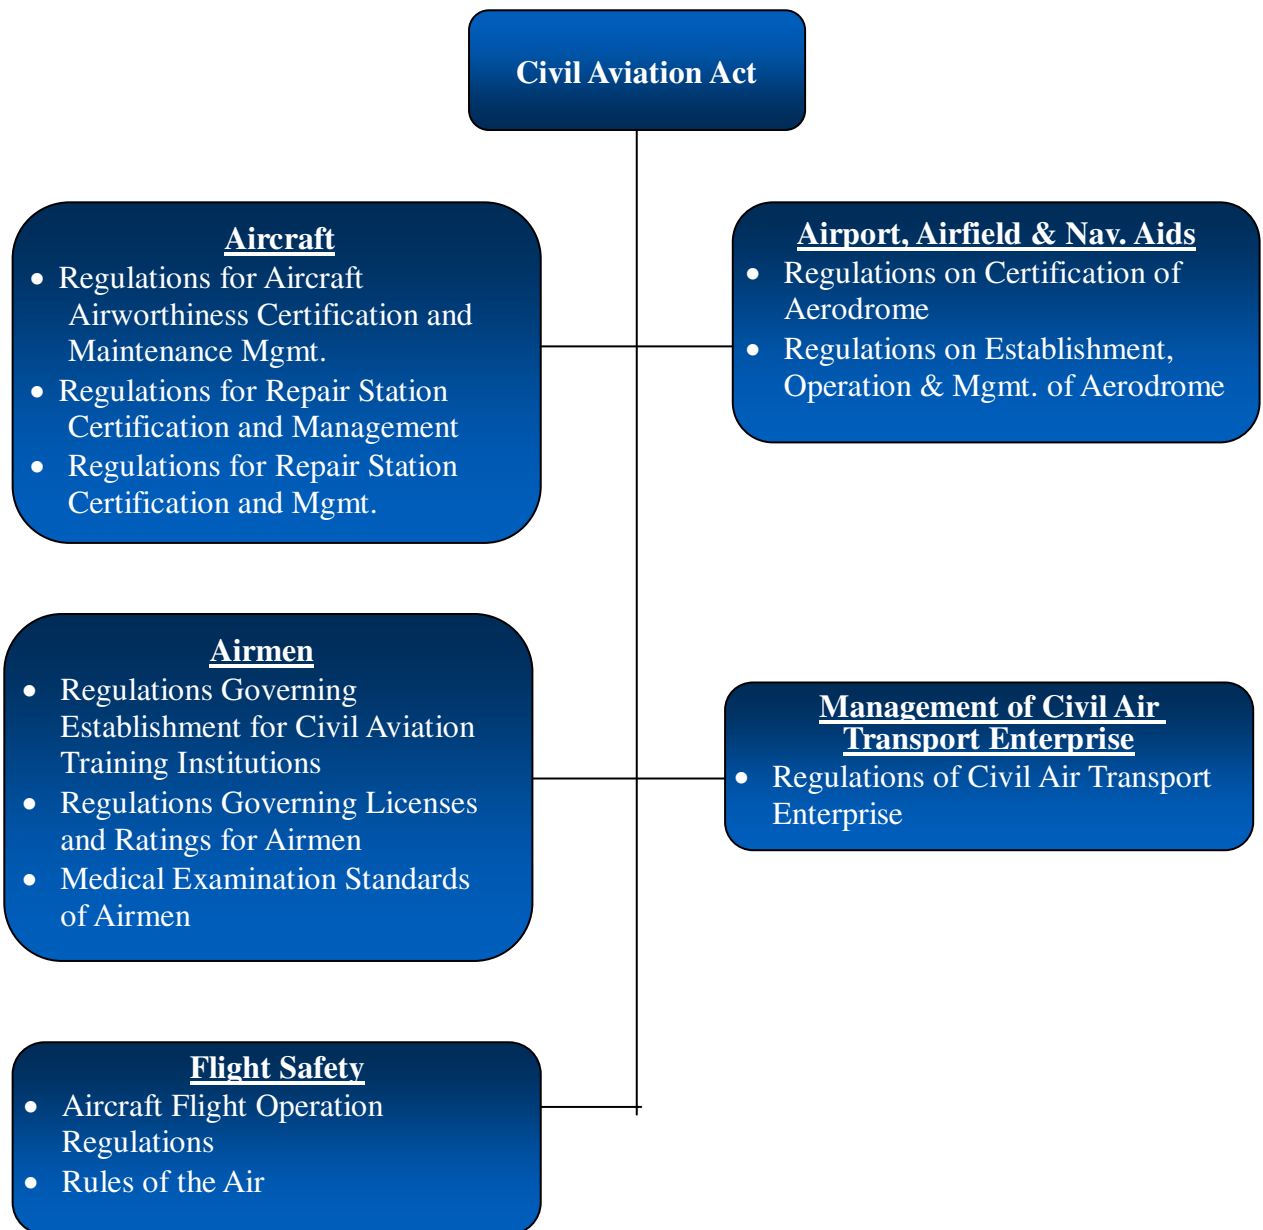 Civil Aviation Act
Aircraft
• Regulations for Aircraft
Airworthiness Certification and
Maintenance Mgmt.
• Regulations for Repair Station
Certification and Management
• Regulations for Repair Station
Certification and Mgmt.
Airport, Airfield & Nav. Aids
• Regulations on Certification of
Aerodrome
• Regulations on Establishment,
Operation & Mgmt. of Aerodrome
Airmen
• Regulations Governing
Establishment for Civil Aviation
Training Institutions
• Regulations Governing Licenses
and Ratings for Airmen
• Medical Examination Standards
of Airmen
Management of Civil Air
Transport Enterprise
• Regulations of Civil Air Transport
Enterprise
Flight Safety
• Aircraft Flight Operation
Regulations
• Rules of the Air